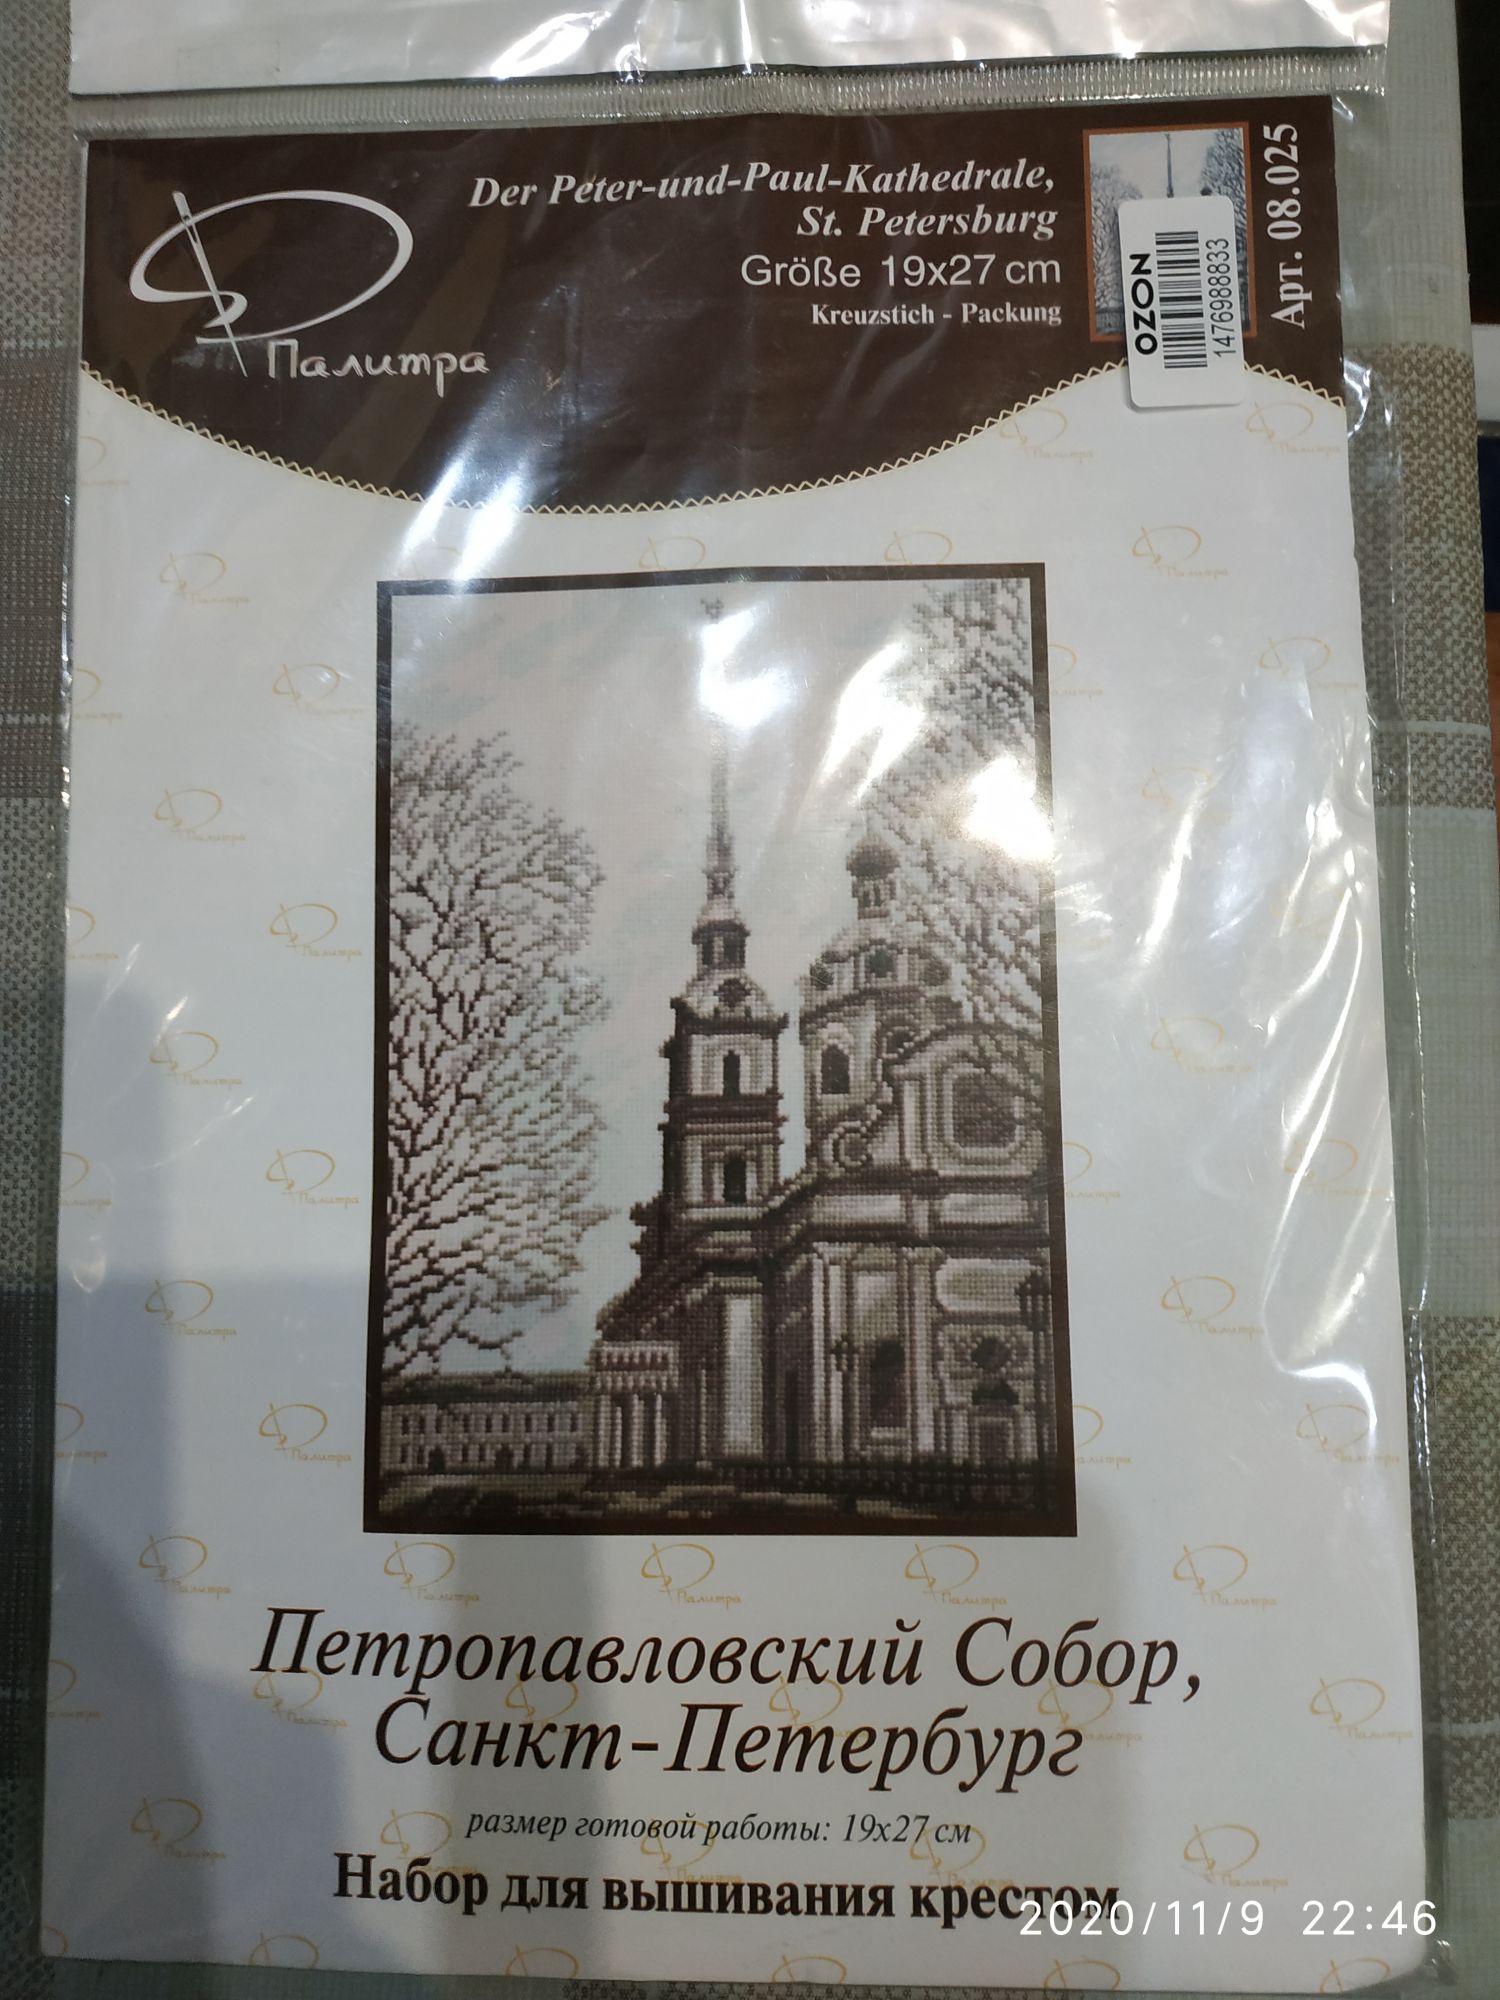 Палитра
Der Peter-und-Paul-Kathedrale,
St. Petersburg
Größe 19x27 cm
Kreuzstich - Packung
OZON
1476988833
Арт. 08.025
Петропавловский Собор,
Санкт-Петербург
размер готовой работы: 19х27 см
Набор для вышивания крестом
2020/11/9 22:46